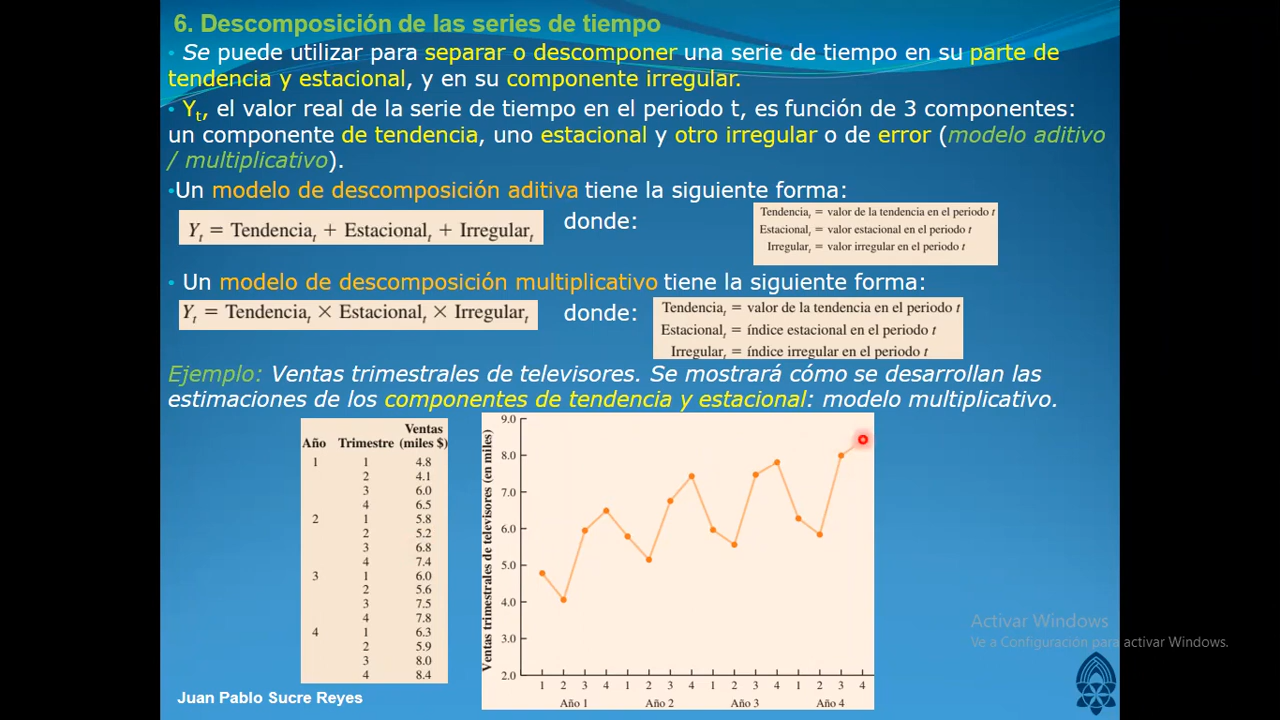 6. Descomposición de las series de tiempo
• Se puede utilizar para separar o descomponer una serie de tiempo en su parte de
tendencia y estacional, y en su componente irregular.
• Yt, el valor real de la serie de tiempo en el periodo t, es función de 3 componentes:
un componente de tendencia, uno estacional y otro irregular o de error (modelo aditivo
/ multiplicativo).
•Un modelo de descomposición aditiva tiene la siguiente forma:
Yt = Tendenciat + Estacionalt + Irregulart
donde:
Tendenciat = valor de la tendencia en el periodo t
Estacionalt = valor estacional en el periodo t
Irregulart = valor irregular en el periodo t
• Un modelo de descomposición multiplicativo tiene la siguiente forma:
Yt = Tendenciat × Estacionalt × Irregulart
donde:
Tendenciat = valor de la tendencia en el periodo t
Estacionalt = índice estacional en el periodo t
Irregulart = índice irregular en el periodo t
Ejemplo: Ventas trimestrales de televisores. Se mostrará cómo se desarrollan las
estimaciones de los componentes de tendencia y estacional: modelo multiplicativo.
Ventas
Año Trimestre (miles $)
1 1 4.8
2 4.1
3 6.0
4 6.5
2 1 5.8
2 5.2
3 6.8
4 7.4
3 1 6.0
2 5.6
3 7.5
4 7.8
4 1 6.3
2 5.9
3 8.0
4 8.4
Ventas trimestrales de televisores (en miles)
9.0
8.0
7.0
6.0
5.0
4.0
3.0
2.0
1 2 3 4 1 2 3 4 1 2 3 4 1 2 3 4
Año 1 Año 2 Año 3 Año 4
Activar Windows
Ve a Configuración para activar Windows.
Juan Pablo Sucre Reyes